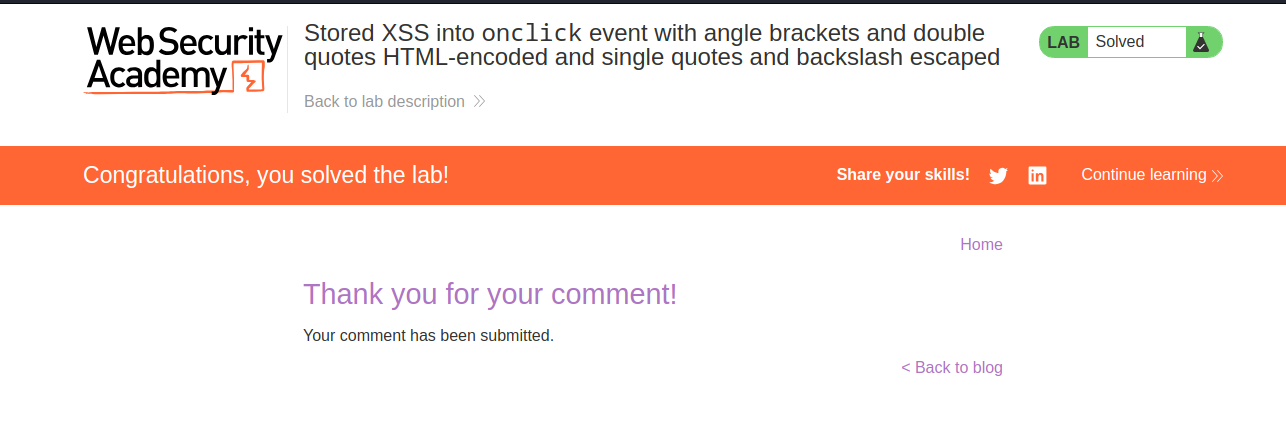 Web Security
Academy
Stored XSS into onclick event with angle brackets and double
quotes HTML-encoded and single quotes and backslash escaped
LAB Solved
Back to lab description
Congratulations, you solved the lab!
Share your skills!
Continue learning
Home
Thank you for your comment!
Your comment has been submitted.
< Back to blog